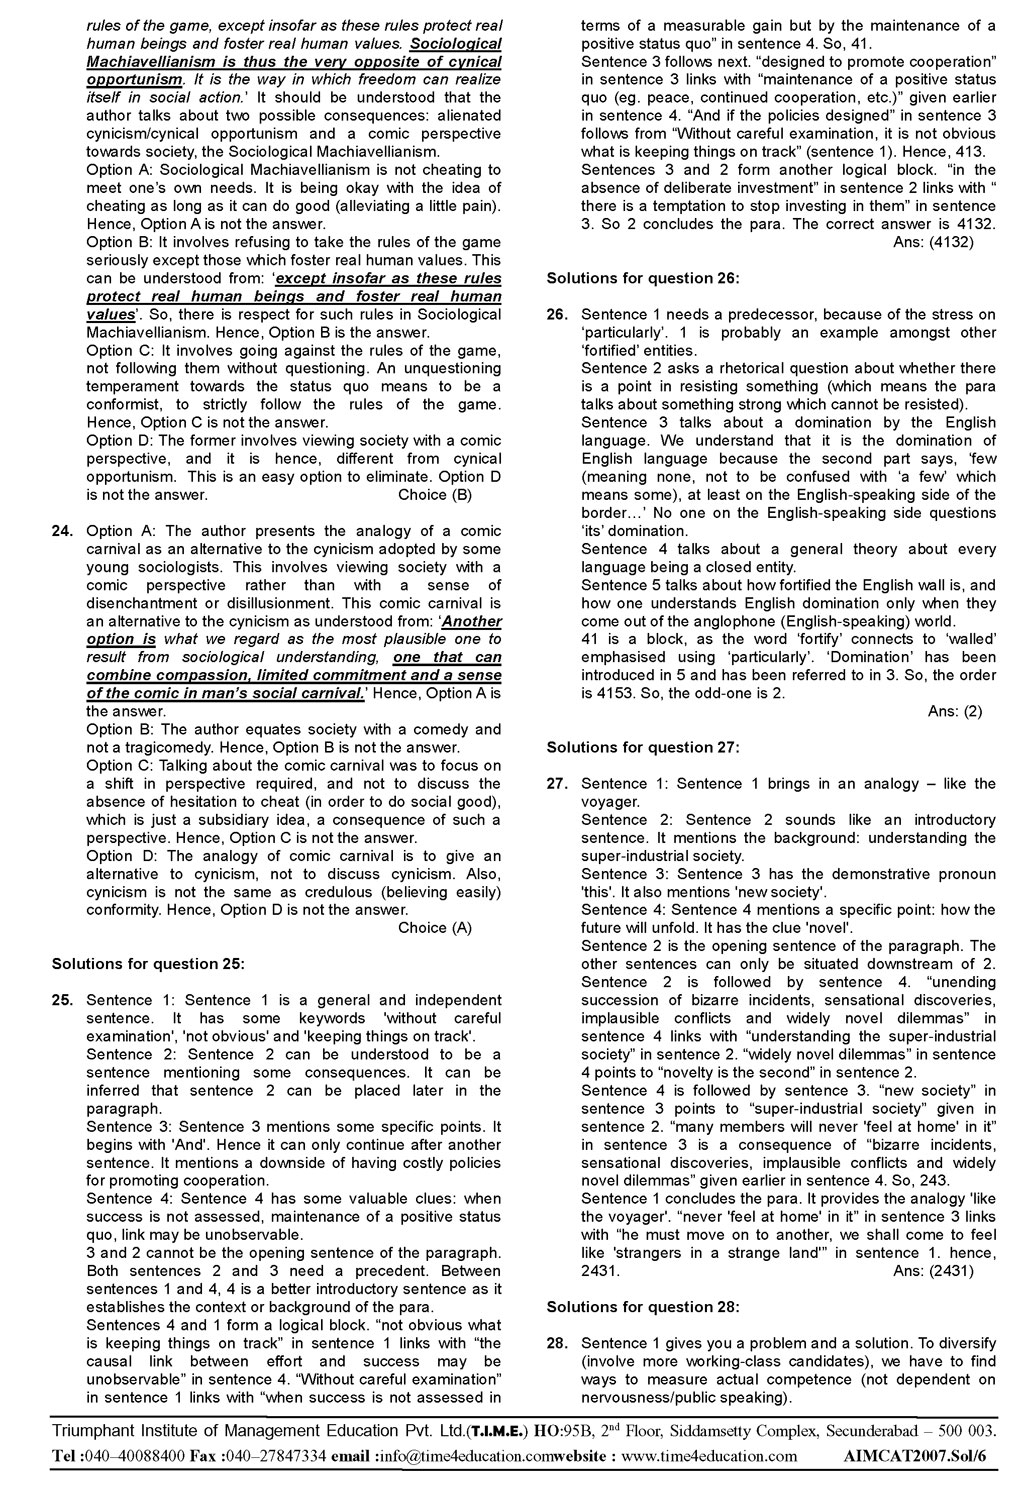 rules of the game, except insofar as these rules protect real
human beings and foster real human values. Sociological
Machiavellianism is thus the very opposite of cynical
opportunism. It is the way in which freedom can realize
itself in social action.' It should be understood that the
author talks about two possible consequences: alienated
cynicism/cynical opportunism and a comic perspective
towards society, the Sociological Machiavellianism.
Option A: Sociological Machiavellianism is not cheating to
meet one's own needs. It is being okay with the idea of
cheating as long as it can do good (alleviating a little pain).
Hence, Option A is not the answer.
Option B: It involves refusing to take the rules of the game
seriously except those which foster real human values. This
can be understood from: 'except insofar as these rules
protect real human beings and foster real human
values'. So, there is respect for such rules in Sociological
Machiavellianism. Hence, Option B is the answer.
Option C: It involves going against the rules of the game,
not following them without questioning. An unquestioning
temperament towards the status quo means to be a
conformist, to strictly follow the rules of the game.
Hence, Option C is not the answer.
Option D: The former involves viewing society with a comic
perspective, and it is hence, different from cynical
opportunism. This is an easy option to eliminate. Option D
is not the answer. Choice (B)
24. Option A: The author presents the analogy of a comic
carnival as an alternative to the cynicism adopted by some
young sociologists. This involves viewing society with a
comic perspective rather than with a sense of
disenchantment or disillusionment. This comic carnival is
an alternative to the cynicism as understood from: 'Another
option is what we regard as the most plausible one to
result from sociological understanding, one that can
combine compassion, limited commitment and a sense
of the comic in man's social carnival.' Hence, Option A is
the answer.
Option B: The author equates society with a comedy and
not a tragicomedy. Hence, Option B is not the answer.
Option C: Talking about the comic carnival was to focus on
a shift in perspective required, and not to discuss the
absence of hesitation to cheat (in order to do social good),
which is just a subsidiary idea, a consequence of such a
perspective. Hence, Option C is not the answer.
Option D: The analogy of comic carnival is to give an
alternative to cynicism, not to discuss cynicism. Also,
cynicism is not the same as credulous (believing easily)
conformity. Hence, Option D is not the answer.
Choice (A)
Solutions for question 25:
25. Sentence 1: Sentence 1 is a general and independent
sentence. It has some keywords 'without careful
examination', 'not obvious' and 'keeping things on track'.
Sentence 2: Sentence 2 can be understood to be a
sentence mentioning some consequences. It can be
inferred that sentence 2 can be placed later in the
paragraph.
Sentence 3: Sentence 3 mentions some specific points. It
begins with 'And'. Hence it can only continue after another
sentence. It mentions a downside of having costly policies
for promoting cooperation.
Sentence 4: Sentence 4 has some valuable clues: when
success is not assessed, maintenance of a positive status
quo, link may be unobservable.
3 and 2 cannot be the opening sentence of the paragraph.
Both sentences 2 and 3 need a precedent. Between
sentences 1 and 4, 4 is a better introductory sentence as it
establishes the context or background of the para.
Sentences 4 and 1 form a logical block. "not obvious what
is keeping things on track" in sentence 1 links with "the
causal link between effort and success may be
unobservable" in sentence 4. "Without careful examination"
in sentence 1 links with "when success is not assessed in
terms of a measurable gain but by the maintenance of a
positive status quo" in sentence 4. So, 41.
Sentence 3 follows next. "designed to promote cooperation"
in sentence 3 links with "maintenance of a positive status
quo (eg. peace, continued cooperation, etc.)" given earlier
in sentence 4. "And if the policies designed" in sentence 3
follows from "Without careful examination, it is not obvious
what is keeping things on track" (sentence 1). Hence, 413.
Sentences 3 and 2 form another logical block. "in the
absence of deliberate investment" in sentence 2 links with "
there is a temptation to stop investing in them" in sentence
3. So 2 concludes the para. The correct answer is 4132.
Ans: (4132)
Solutions for question 26:
26. Sentence 1 needs a predecessor, because of the stress on
'particularly'. 1 is probably an example amongst other
'fortified' entities.
Sentence 2 asks a rhetorical question about whether there
is a point in resisting something (which means the para
talks about something strong which cannot be resisted).
Sentence 3 talks about a domination by the English
language. We understand that it is the domination of
English language because the second part says, 'few
(meaning none, not to be confused with 'a few' which
means some), at least on the English-speaking side of the
border…' No one on the English-speaking side questions
'its' domination.
Sentence 4 talks about a general theory about every
language being a closed entity.
Sentence 5 talks about how fortified the English wall is, and
how one understands English domination only when they
come out of the anglophone (English-speaking) world.
41 is a block, as the word 'fortify' connects to 'walled'
emphasised using 'particularly'. 'Domination' has been
introduced in 5 and has been referred to in 3. So, the order
is 4153. So, the odd-one is 2.
Ans: (2)
Solutions for question 27:
27. Sentence 1: Sentence 1 brings in an analogy – like the
voyager.
Sentence 2: Sentence 2 sounds like an introductory
sentence. It mentions the background: understanding the
super-industrial society.
Sentence 3: Sentence 3 has the demonstrative pronoun
'this'. It also mentions 'new society'.
Sentence 4: Sentence 4 mentions a specific point: how the
future will unfold. It has the clue 'novel'.
Sentence 2 is the opening sentence of the paragraph. The
other sentences can only be situated downstream of 2.
Sentence 2 is followed by sentence 4. "unending
succession of bizarre incidents, sensational discoveries,
implausible conflicts and widely novel dilemmas" in
sentence 4 links with "understanding the super-industrial
society" in sentence 2. "widely novel dilemmas" in sentence
4 points to "novelty is the second" in sentence 2.
Sentence 4 is followed by sentence 3. "new society" in
sentence 3 points to "super-industrial society" given in
sentence 2. "many members will never 'feel at home' in it"
in sentence 3 is a consequence of "bizarre incidents,
sensational discoveries, implausible conflicts and widely
novel dilemmas" given earlier in sentence 4. So, 243.
Sentence 1 concludes the para. It provides the analogy 'like
the voyager'. "never 'feel at home' in it" in sentence 3 links
with "he must move on to another, we shall come to feel
like 'strangers in a strange land'" in sentence 1. hence,
2431. Ans: (2431)
Solutions for question 28:
28. Sentence 1 gives you a problem and a solution. To diversify
(involve more working-class candidates), we have to find
ways to measure actual competence (not dependent on
nervousness/public speaking).
Triumphant Institute of Management Education Pvt. Ltd.(T.I.M.E.) HO:95B, 2nd Floor, Siddamsetty Complex, Secunderabad – 500 003.
Tel :040–40088400 Fax :040–27847334 email :info@time4education.comwebsite : www.time4education.com AIMCAT2007.Sol/6